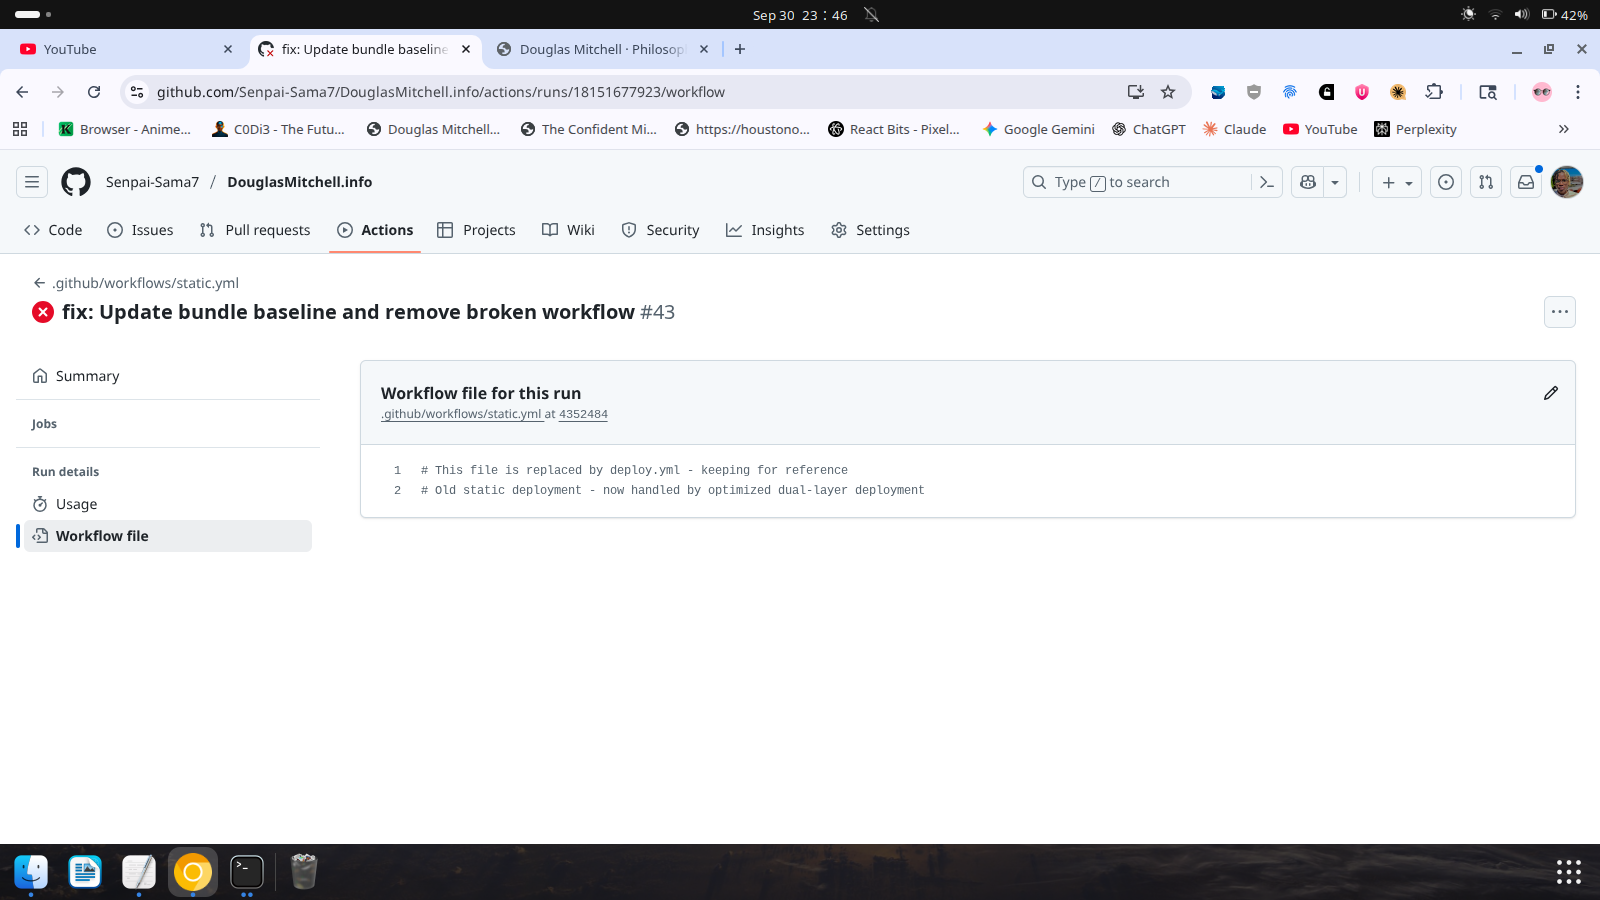 Sep 30 23:46
42%
YouTube
fix: Update bundle baseline
Douglas Mitchell · Philosop
github.com/Senpai-Sama7/DouglasMitchell.info/actions/runs/18151677923/workflow
Browser - Anime...
C0Di3 - The Futu...
Douglas Mitchell...
The Confident Mi...
https://houstono...
React Bits - Pixel...
Google Gemini
ChatGPT
Claude
YouTube
Perplexity
Senpai-Sama7 / DouglasMitchell.info
Type / to search
Code
Issues
Pull requests
Actions
Projects
Wiki
Security
Insights
Settings
.github/workflows/static.yml
fix: Update bundle baseline and remove broken workflow #43
Summary
Jobs
Run details
Usage
Workflow file
Workflow file for this run
.github/workflows/static.yml at 4352484
1 # This file is replaced by deploy.yml - keeping for reference
2 # Old static deployment - now handled by optimized dual-layer deployment